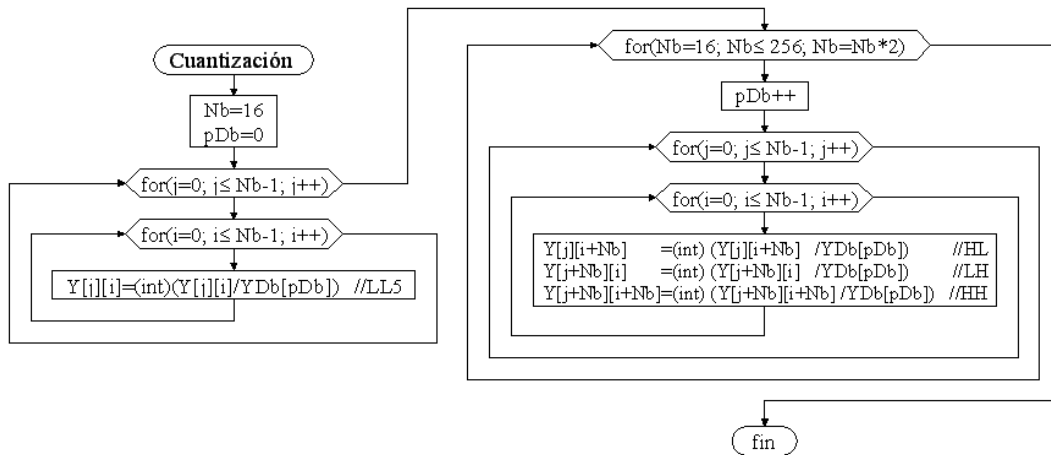 Cuantización
Nb=16
pDb=0
for(j=0; j≤ Nb-1; j++)
for(i=0; i≤ Nb-1; i++)
Y[j][i]=(int)(Y[j][i]/YDb[pDb]) //LL5
for(Nb=16; Nb≤ 256; Nb=Nb*2)
pDb++
for(j=0; j≤ Nb-1; j++)
for(i=0; i≤ Nb-1; i++)
Y[j][i+Nb] =(int) (Y[j][i+Nb] /YDb[pDb]) //HL
Y[j+Nb][i] =(int) (Y[j+Nb][i] /YDb[pDb]) //LH
Y[j+Nb][i+Nb]=(int) (Y[j+Nb][i+Nb] /YDb[pDb]) //HH
fin